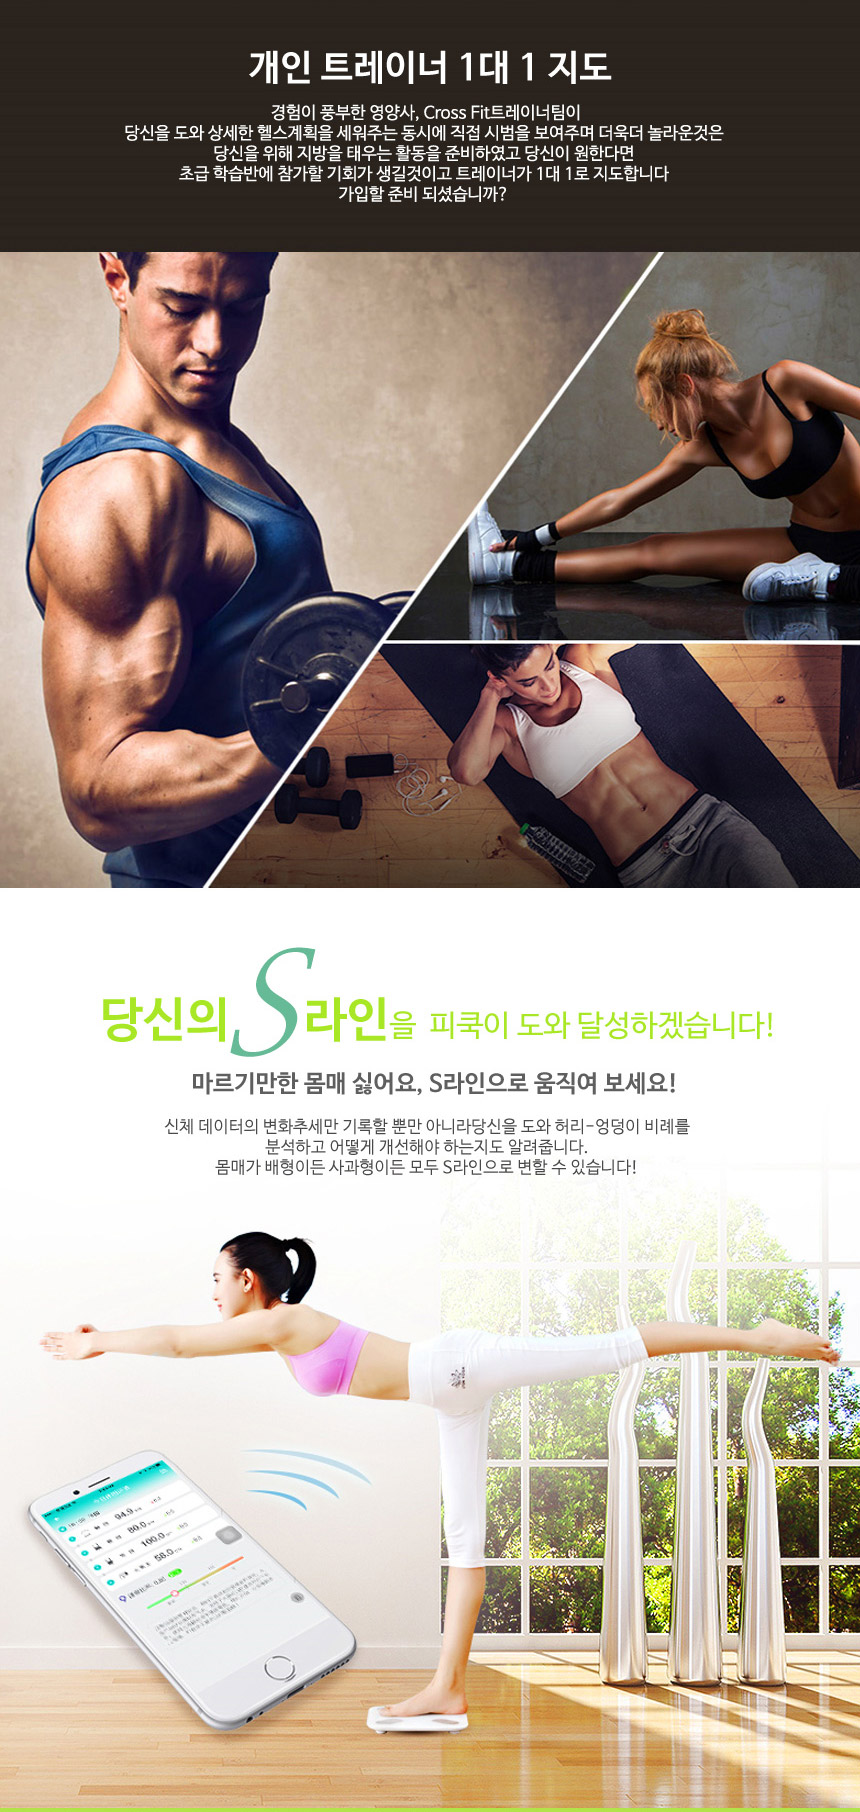 개인 트레이너 1대 1 지도
경험이 풍부한 영양사, Cross Fit트레이너팀이
당신을 도와 상세한 헬스계획을 세워주는 동시에 직접 시범을 보여주며 더욱더 놀라운것은
당신을 위해 지방을 태우는 활동을 준비하였고 당신이 원한다면
초급 학습반에 참가할 기회가 생길것이고 트레이너가 1대 1로 지도합니다
가입할 준비 되셨습니까?
당신의 S라인을 피쿡이 도와 달성하겠습니다!
마르기만한 몸매 싫어요, S라인으로 움직여 보세요!
신체 데이터의 변화추세만 기록할 뿐만 아니라당신을 도와 허리-엉덩이 비례를
분석하고 어떻게 개선해야 하는지도 알려줍니다.
몸매가 배형이든 사과형이든 모두 S라인으로 변할 수 있습니다!
94.9
80.0
100.0
58.0